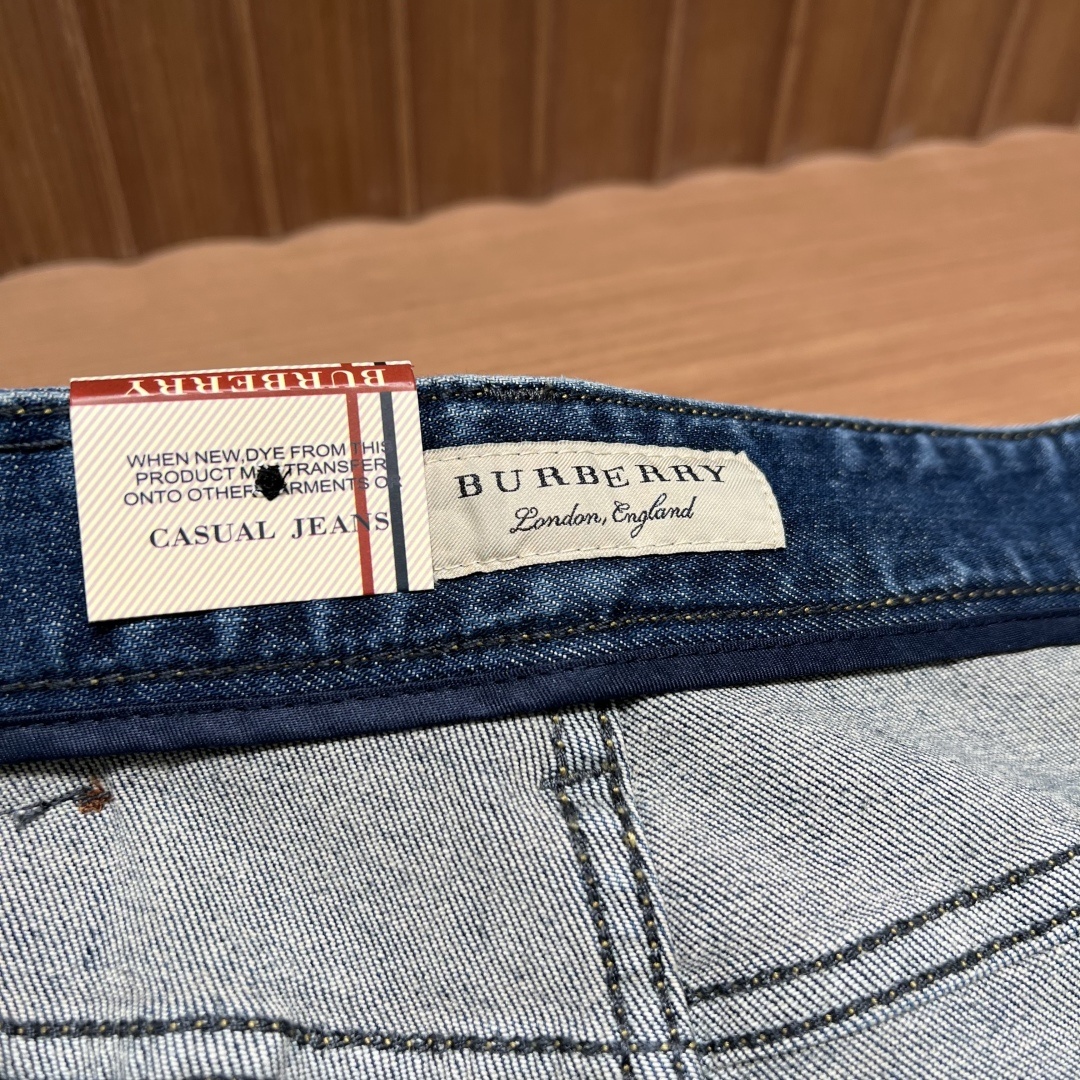 BURBERRY
WHEN NEW,DYE FROM THIS
PRODUCT MAY TRANSFER
ONTO OTHER GARMENTS OR
CASUAL JEANS
BURBERRY
London, England